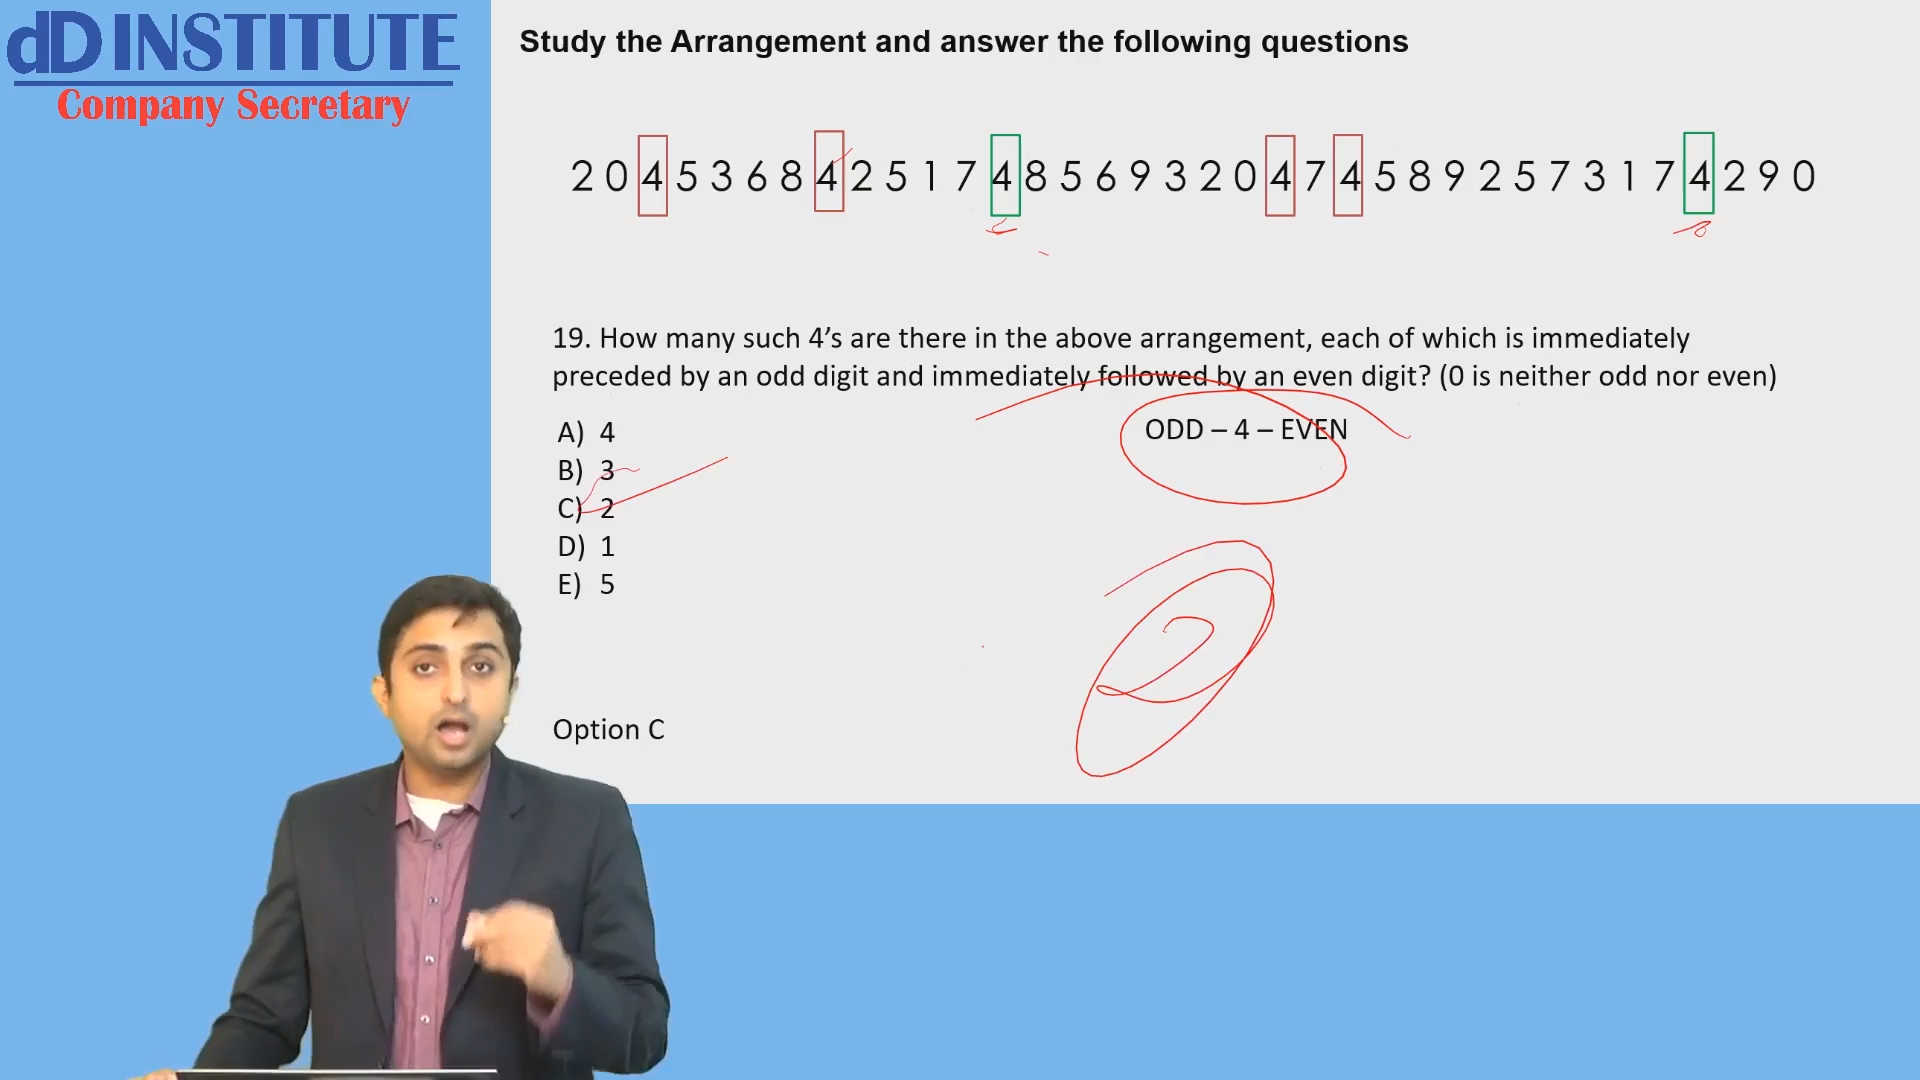 dD INSTITUTE
Company Secretary
Study the Arrangement and answer the following questions
2 0 4 5 3 6 8 4 2 5 1 7 4 8 5 6 9 3 2 0 4 7 4 5 8 9 2 5 7 3 1 7 4 2 9 0
19. How many such 4’s are there in the above arrangement, each of which is immediately
preceded by an odd digit and immediately followed by an even digit? (0 is neither odd nor even)
A) 4
ODD – 4 – EVEN
B) 3
C) 2
D) 1
E) 5
2
Option C